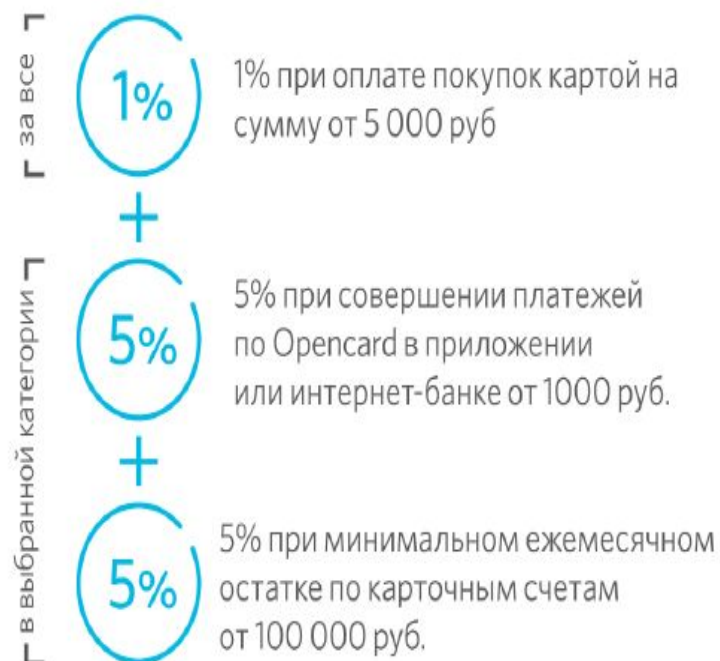 за все
1%
1% при оплате покупок картой на
сумму от 5 000 руб
+
в выбранной категории
5%
5% при совершении платежей
по Opencard в приложении
или интернет-банке от 1000 руб.
+
5%
5% при минимальном ежемесячном
остатке по карточным счетам
от 100 000 руб.